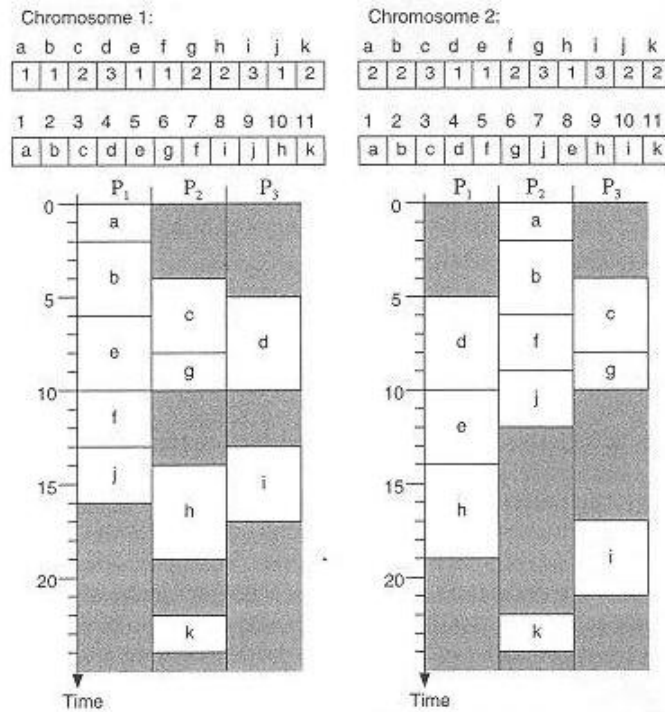 Chromosome 1:
a b c d e f g h i j k
1 1 2 3 1 1 2 2 3 1 2
1 2 3 4 5 6 7 8 9 10 11
a b c d e g f i j h k
P1 P2 P3
0
a
b
5
c
d
e
g
10
f
j
i
15
h
20
k
Time
Chromosome 2:
a b c d e f g h i j k
2 2 3 1 1 2 3 1 3 2 2
1 2 3 4 5 6 7 8 9 10 11
a b c d f g j e h i k
P1 P2 P3
0
a
b
5
c
f
d
g
10
j
e
15
h
i
20
k
Time